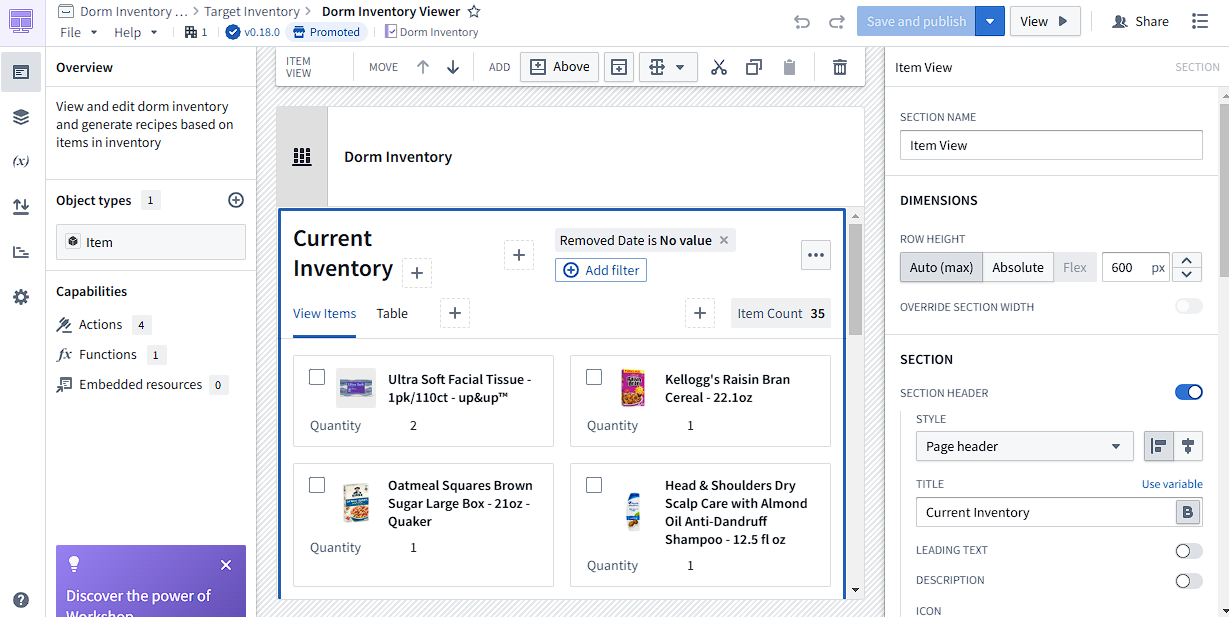 Dorm Inventory ... > Target Inventory > Dorm Inventory Viewer
File Help 1 v0.18.0 Promoted Dorm Inventory
Save and publish View Share
Overview
View and edit dorm inventory
and generate recipes based on
items in inventory
Object types 1
Item
Capabilities
Actions 4
fx Functions 1
Embedded resources 0
Discover the power of
Workshop
(x)
ITEM
VIEW
MOVE ADD Above
Dorm Inventory
Current
Inventory
Removed Date is No value
Add filter
View Items Table
Item Count 35
Ultra Soft Facial Tissue -
1pk/110ct - up&up™
Quantity 2
Kellogg's Raisin Bran
Cereal - 22.1oz
Quantity 1
Oatmeal Squares Brown
Sugar Large Box - 21oz -
Quaker
Quantity 1
Head & Shoulders Dry
Scalp Care with Almond
Oil Anti-Dandruff
Shampoo - 12.5 fl oz
Quantity 1
Item View SECTION
SECTION NAME
Item View
DIMENSIONS
ROW HEIGHT
Auto (max) Absolute Flex 600 px
OVERRIDE SECTION WIDTH
SECTION
SECTION HEADER
STYLE
Page header
TITLE Use variable
Current Inventory B
LEADING TEXT
DESCRIPTION
ICON